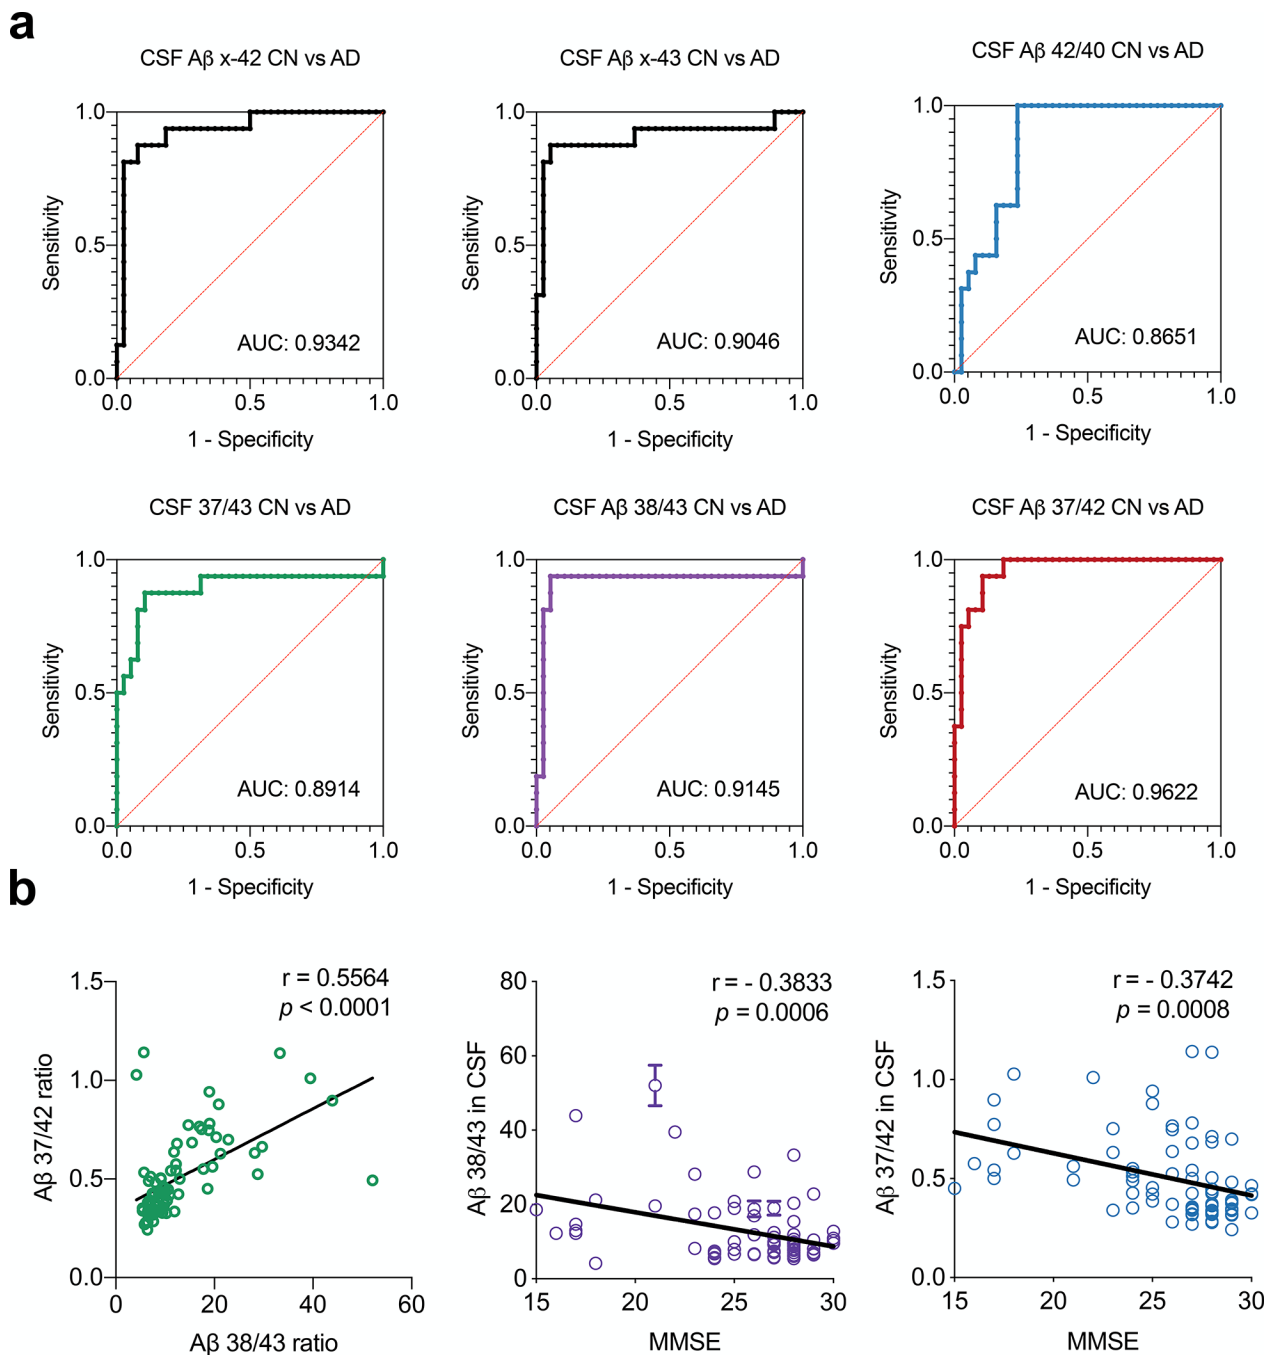 a
CSF Aβ x-42 CN vs AD
CSF Aβ x-43 CN vs AD
CSF Aβ 42/40 CN vs AD
1.0
0.5
0.0
Sensitivity
AUC: 0.9342
0.0 0.5 1.0
1 - Specificity
1.0
0.5
0.0
Sensitivity
AUC: 0.9046
0.0 0.5 1.0
1 - Specificity
1.0
0.5
0.0
Sensitivity
AUC: 0.8651
0.0 0.5 1.0
1 - Specificity
CSF 37/43 CN vs AD
CSF Aβ 38/43 CN vs AD
CSF Aβ 37/42 CN vs AD
1.0
0.5
0.0
Sensitivity
AUC: 0.8914
0.0 0.5 1.0
1 - Specificity
1.0
0.5
0.0
Sensitivity
AUC: 0.9145
0.0 0.5 1.0
1 - Specificity
1.0
0.5
0.0
Sensitivity
AUC: 0.9622
0.0 0.5 1.0
1 - Specificity
b
r = 0.5564
p < 0.0001
1.5
1.0
0.5
0.0
Aβ 37/42 ratio
0 20 40 60
Aβ 38/43 ratio
r = - 0.3833
p = 0.0006
80
60
40
20
0
Aβ 38/43 in CSF
15 20 25 30
MMSE
r = - 0.3742
p = 0.0008
1.5
1.0
0.5
0.0
Aβ 37/42 in CSF
15 20 25 30
MMSE